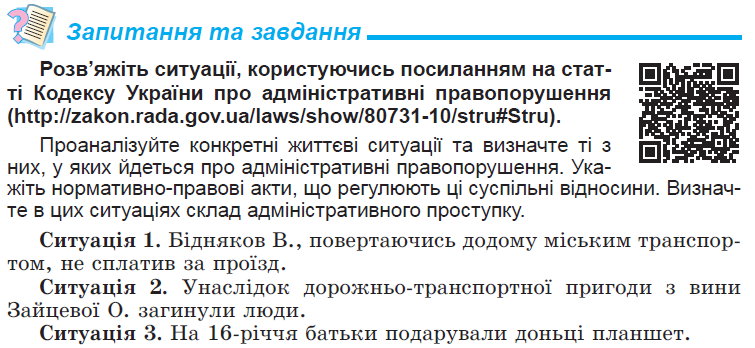 Запитання та завдання
Розв’яжіть ситуації, користуючись посиланням на стат-
ті Кодексу України про адміністративні правопорушення
(http://zakon.rada.gov.ua/laws/show/80731-10/stru#Stru).
Проаналізуйте конкретні життєві ситуації та визначте ті з
них, у яких йдеться про адміністративні правопорушення. Ука-
жіть нормативно-правові акти, що регулюють ці суспільні відносини. Визнач-
те в цих ситуаціях склад адміністративного проступку.
Ситуація 1. Бідняков В., повертаючись додому міським транспор-
том, не сплатив за проїзд.
Ситуація 2. Унаслідок дорожньо-транспортної пригоди з вини
Зайцевої О. загинули люди.
Ситуація 3. На 16-річчя батьки подарували доньці планшет.